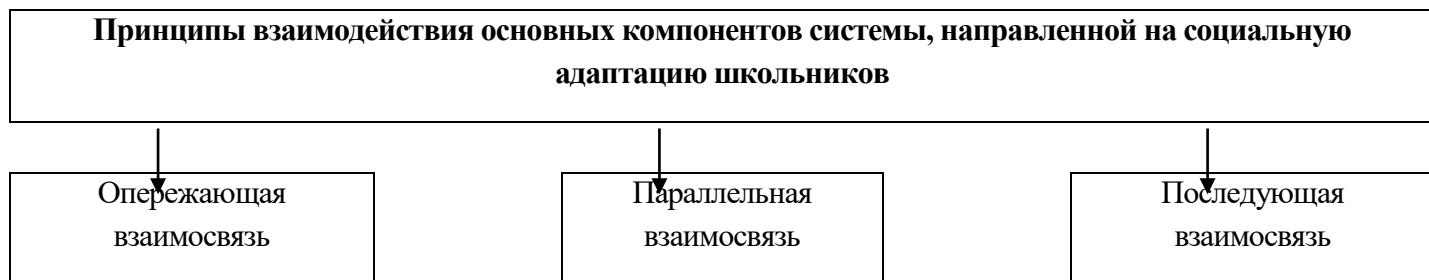 Принципы взаимодействия основных компонентов системы, направленной на социальную
адаптацию школьников
Опережающая
взаимосвязь
Параллельная
взаимосвязь
Последующая
взаимосвязь